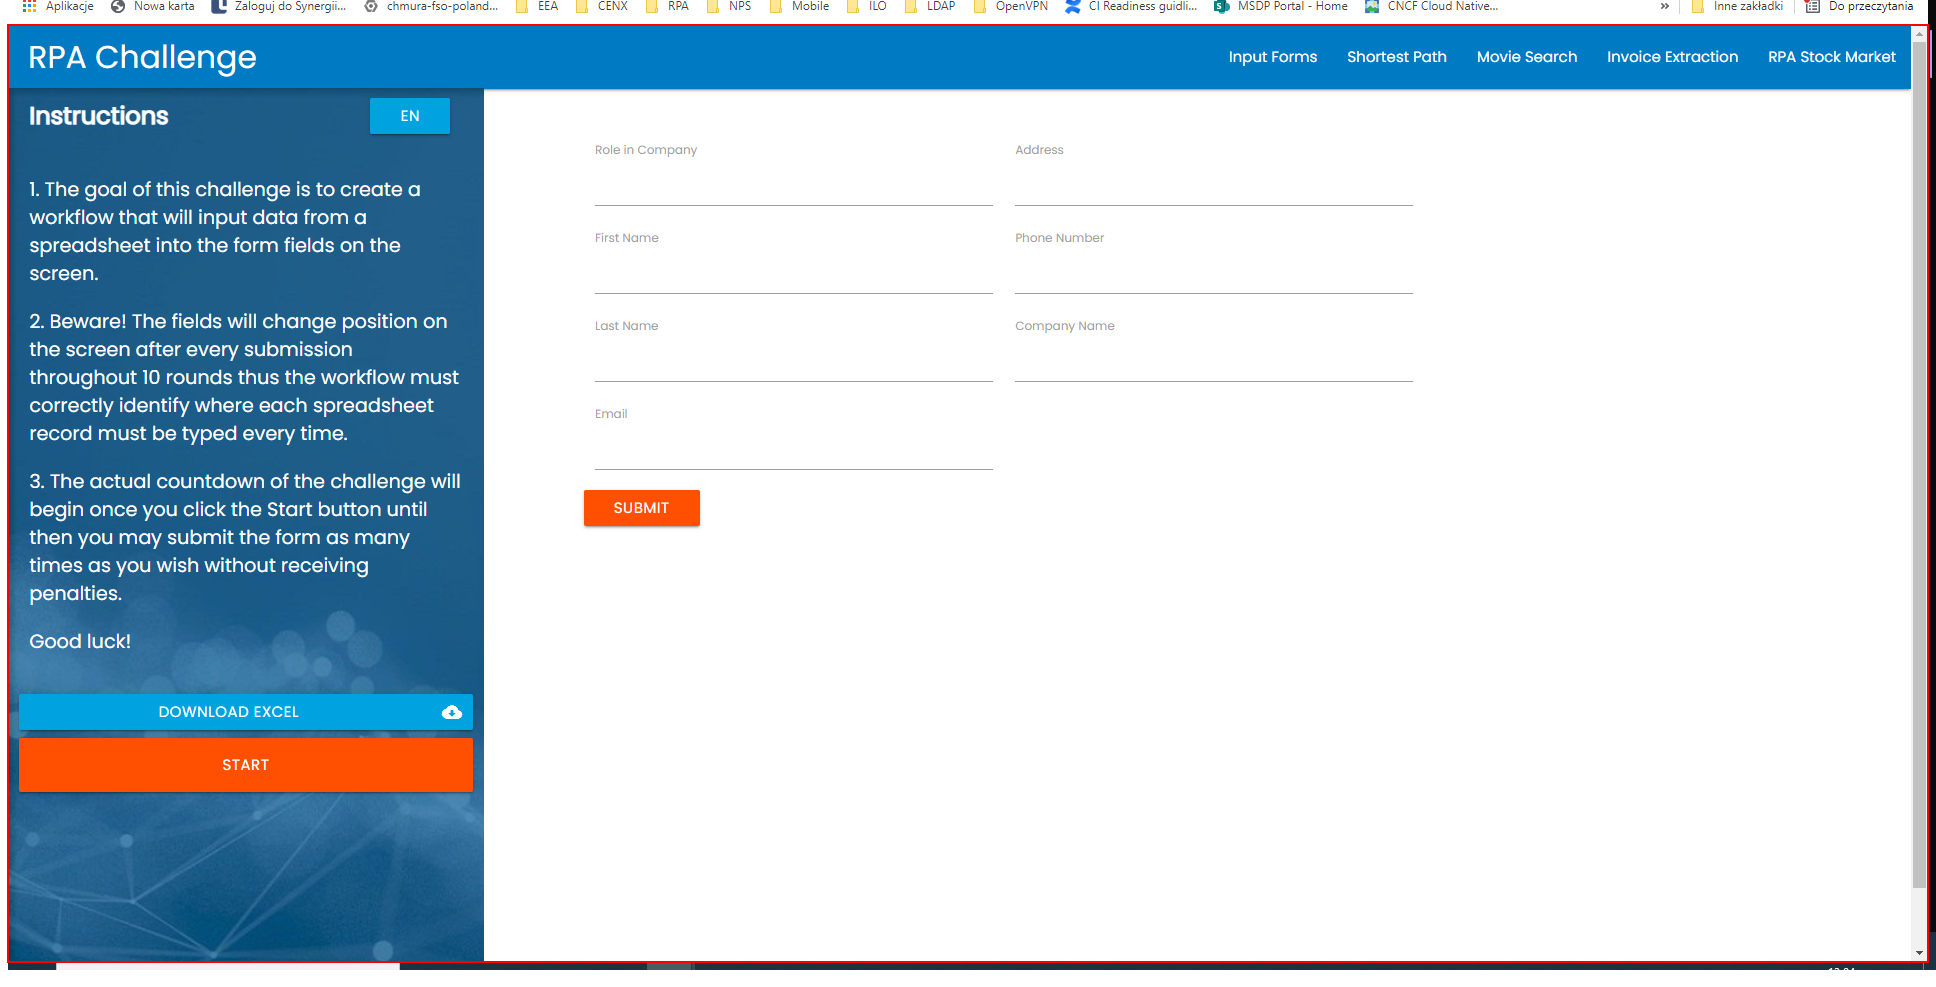 Aplikacje Nowa karta Zaloguj do Synergii... chmura-fso-poland... EEA CENX RPA NPS Mobile ILO LDAP OpenVPN CI Readiness guidli... MSDP Portal - Home CNCF Cloud Native... » Inne zakładki Do przeczytania
RPA Challenge
Input Forms Shortest Path Movie Search Invoice Extraction RPA Stock Market
Instructions
EN
1. The goal of this challenge is to create a
workflow that will input data from a
spreadsheet into the form fields on the
screen.
2. Beware! The fields will change position on
the screen after every submission
throughout 10 rounds thus the workflow must
correctly identify where each spreadsheet
record must be typed every time.
3. The actual countdown of the challenge will
begin once you click the Start button until
then you may submit the form as many
times as you wish without receiving
penalties.
Good luck!
DOWNLOAD EXCEL
START
Role in Company Address
First Name Phone Number
Last Name Company Name
Email
SUBMIT